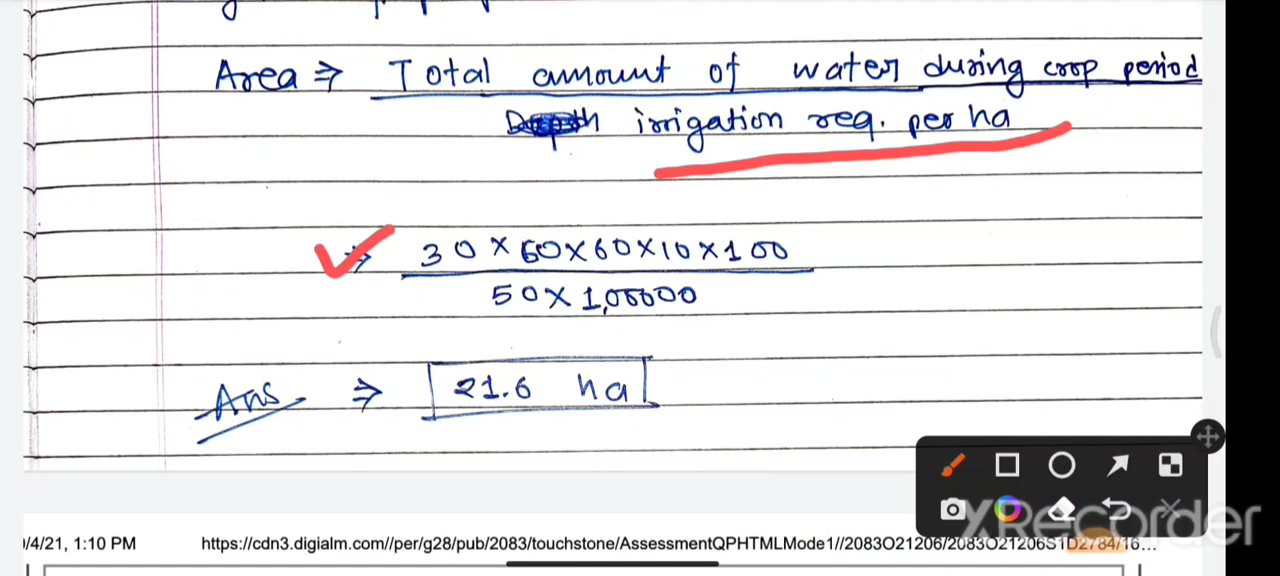 Area ⇒ Total amount of water during crop period
Depth irrigation req. per ha
⇒ 30 × 60 × 60 × 10 × 100
50 × 1,00000
Ans ⇒ 21.6 ha
XRecorder
)/4/21, 1:10 PM https://cdn3.digialm.com//per/g28/pub/2083/touchstone/AssessmentQPHTMLMode1//2083O21206/2083O21206S1D2784/16...